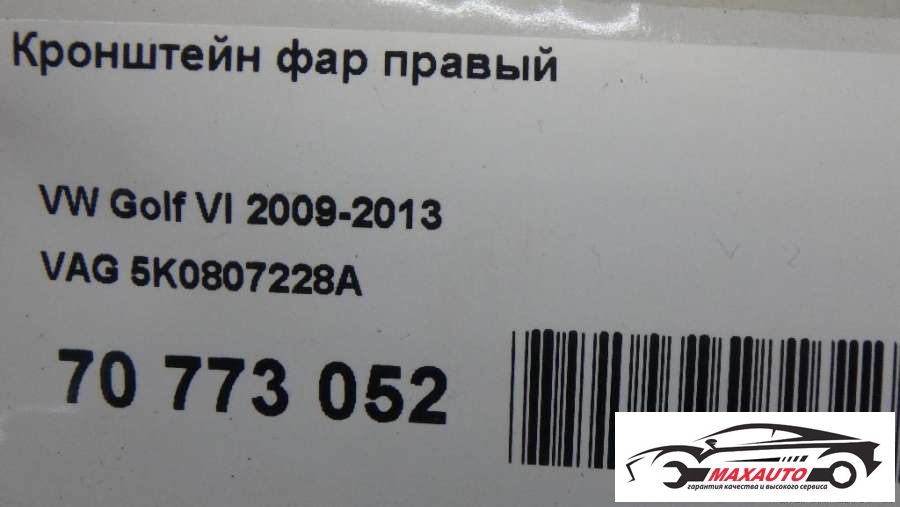 Кронштейн фар правый
VW Golf VI 2009-2013
VAG 5K0807228A
70 773 052
MAXAUTO
гарантия качества и высокого сервиса